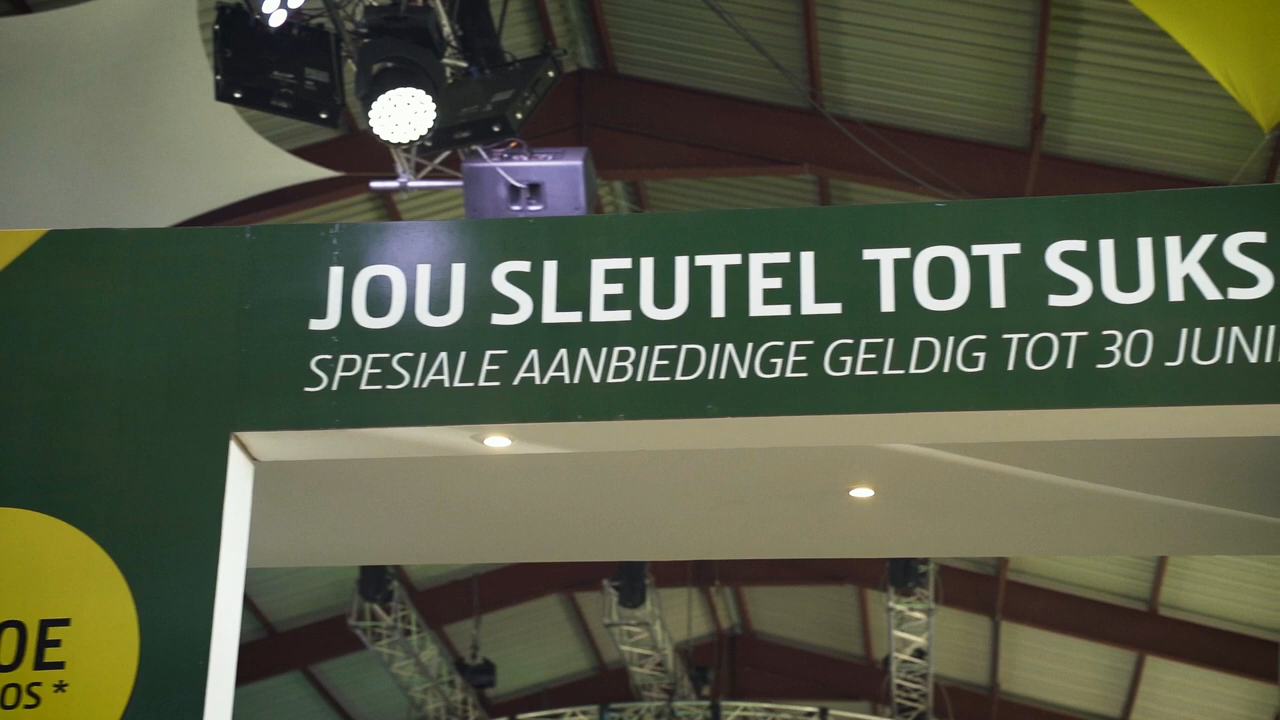 JOU SLEUTEL TOT SUKS
SPESIALE AANBIEDINGE GELDIG TOT 30 JUNI
OE
OS *